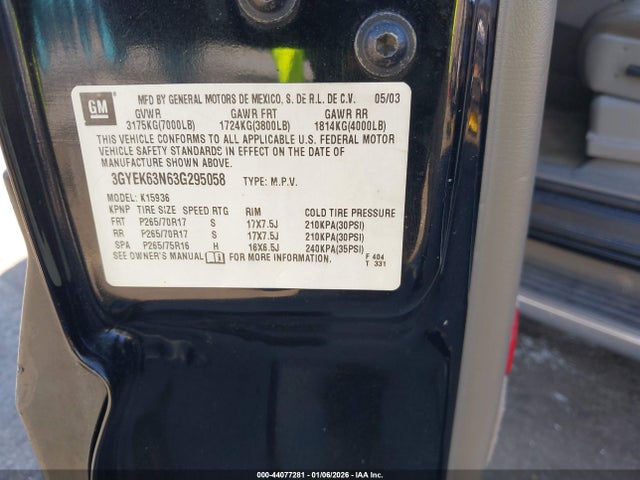 GM
MFD BY GENERAL MOTORS DE MEXICO, S. DE R.L. DE C.V. 05/03
GVWR GAWR FRT GAWR RR
3175KG(7000LB) 1724KG(3800LB) 1814KG(4000LB)
THIS VEHICLE CONFORMS TO ALL APPLICABLE U.S. FEDERAL MOTOR
VEHICLE SAFETY STANDARDS IN EFFECT ON THE DATE OF
MANUFACTURE SHOWN ABOVE.
3GYEK63N63G295058 TYPE: M.P.V.
MODEL: K15936
KPNP TIRE SIZE SPEED RTG RIM COLD TIRE PRESSURE
FRT P265/70R17 S 17X7.5J 210KPA(30PSI)
RR P265/70R17 S 17X7.5J 210KPA(30PSI)
SPA P265/75R16 H 16X6.5J 240KPA(35PSI)
SEE OWNER'S MANUAL FOR MORE INFORMATION. F 404
T 331
000-44077281 - 01/06/2026 - IAA Inc.